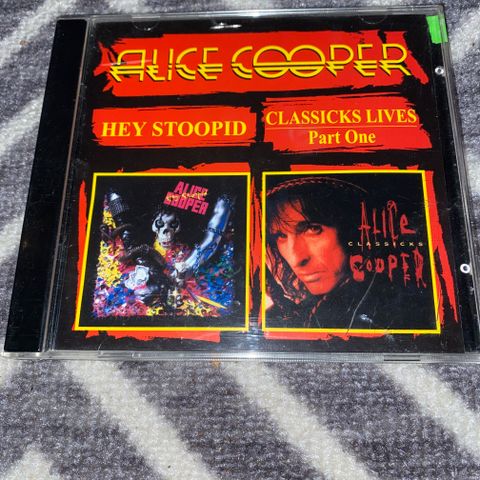 ALICE COOPER
HEY STOOPID
CLASSICKS LIVES
Part One
ALICE
COOPER
Alice
CLASSICKS
COOPER